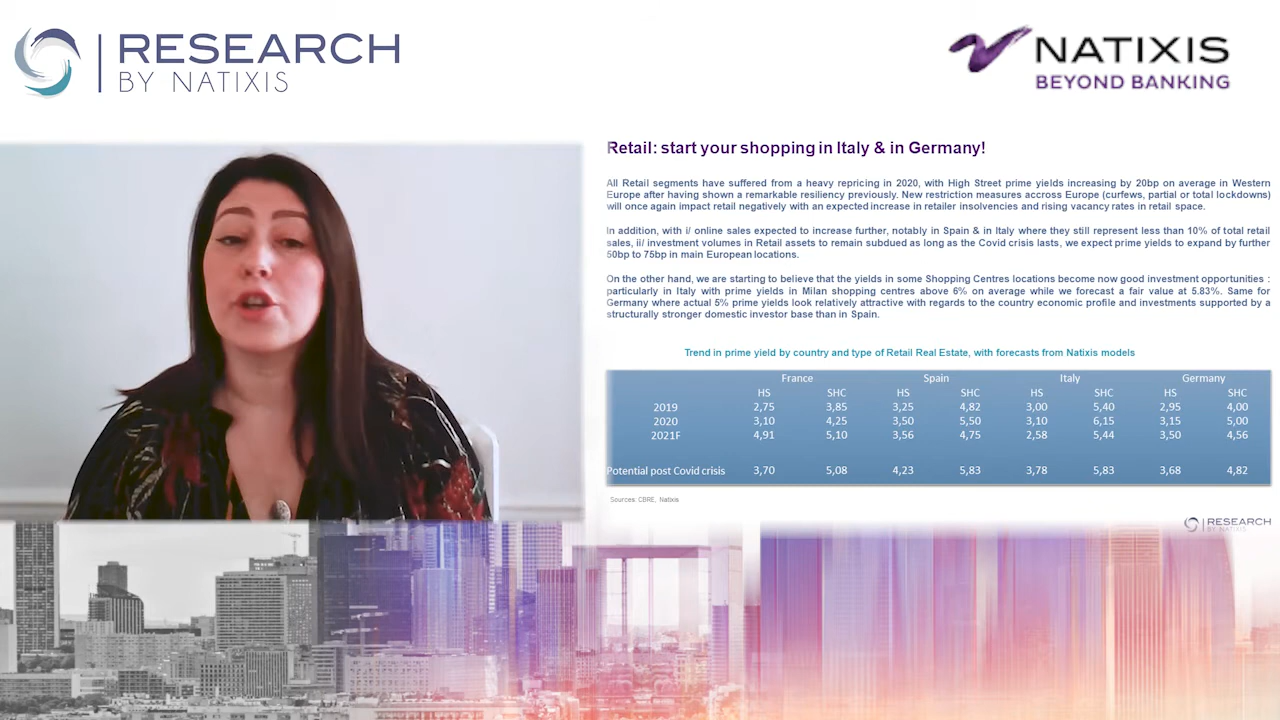 RESEARCH
BY NATIXIS
NATIXIS
BEYOND BANKING
Retail: start your shopping in Italy & in Germany!
All Retail segments have suffered from a heavy repricing in 2020, with High Street prime yields increasing by 20bp on average in Western
Europe after having shown a remarkable resiliency previously. New restriction measures accross Europe (curfews, partial or total lockdowns)
will once again impact retail negatively with an expected increase in retailer insolvencies and rising vacancy rates in retail space.
In addition, with i/ online sales expected to increase further, notably in Spain & in Italy where they still represent less than 10% of total retail
sales, ii/ investment volumes in Retail assets to remain subdued as long as the Covid crisis lasts, we expect prime yields to expand by further
50bp to 75bp in main European locations.
On the other hand, we are starting to believe that the yields in some Shopping Centres locations become now good investment opportunities :
particularly in Italy with prime yields in Milan shopping centres above 6% on average while we forecast a fair value at 5.83%. Same for
Germany where actual 5% prime yields look relatively attractive with regards to the country economic profile and investments supported by a
structurally stronger domestic investor base than in Spain.
Trend in prime yield by country and type of Retail Real Estate, with forecasts from Natixis models
France Spain Italy Germany
HS SHC HS SHC HS SHC HS SHC
2019 2,75 3,85 3,25 4,82 3,00 5,40 2,95 4,00
2020 3,10 4,25 3,50 5,50 3,10 6,15 3,15 5,00
2021F 4,91 5,10 3,56 4,75 2,58 5,44 3,50 4,56
Potential post Covid crisis 3,70 5,08 4,23 5,83 3,78 5,83 3,68 4,82
Sources: CBRE, Natixis
RESEARCH
BY NATIXIS